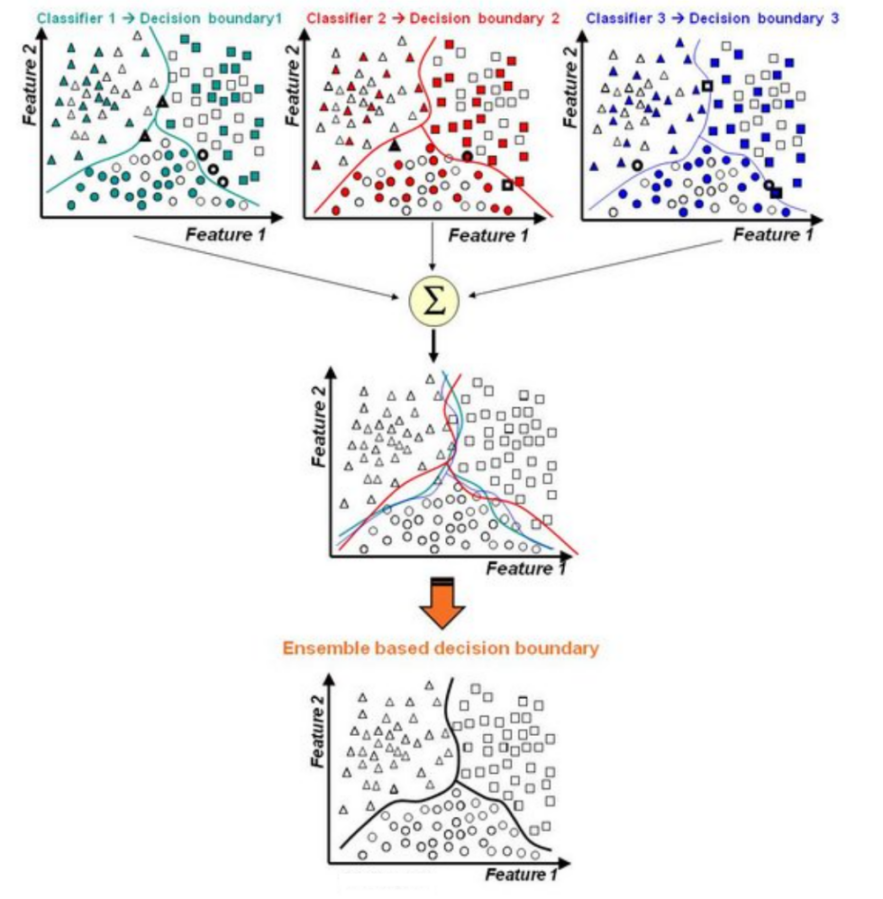 Classifier 1 → Decision boundary1
Classifier 2 → Decision boundary 2
Classifier 3 → Decision boundary 3
Feature 2
Feature 2
Feature 2
Feature 1
Feature 1
Feature 1
Σ
Feature 2
Feature 1
Ensemble based decision boundary
Feature 2
Feature 1